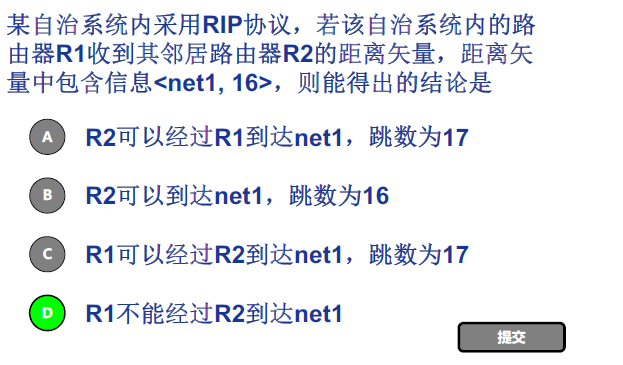 某自治系统内采用RIP协议，若该自治系统内的路
由器R1收到其邻居路由器R2的距离矢量，距离矢
量中包含信息<net1, 16>，则能得出的结论是
A R2可以经过R1到达net1，跳数为17
B R2可以到达net1，跳数为16
C R1可以经过R2到达net1，跳数为17
D R1不能经过R2到达net1
提交